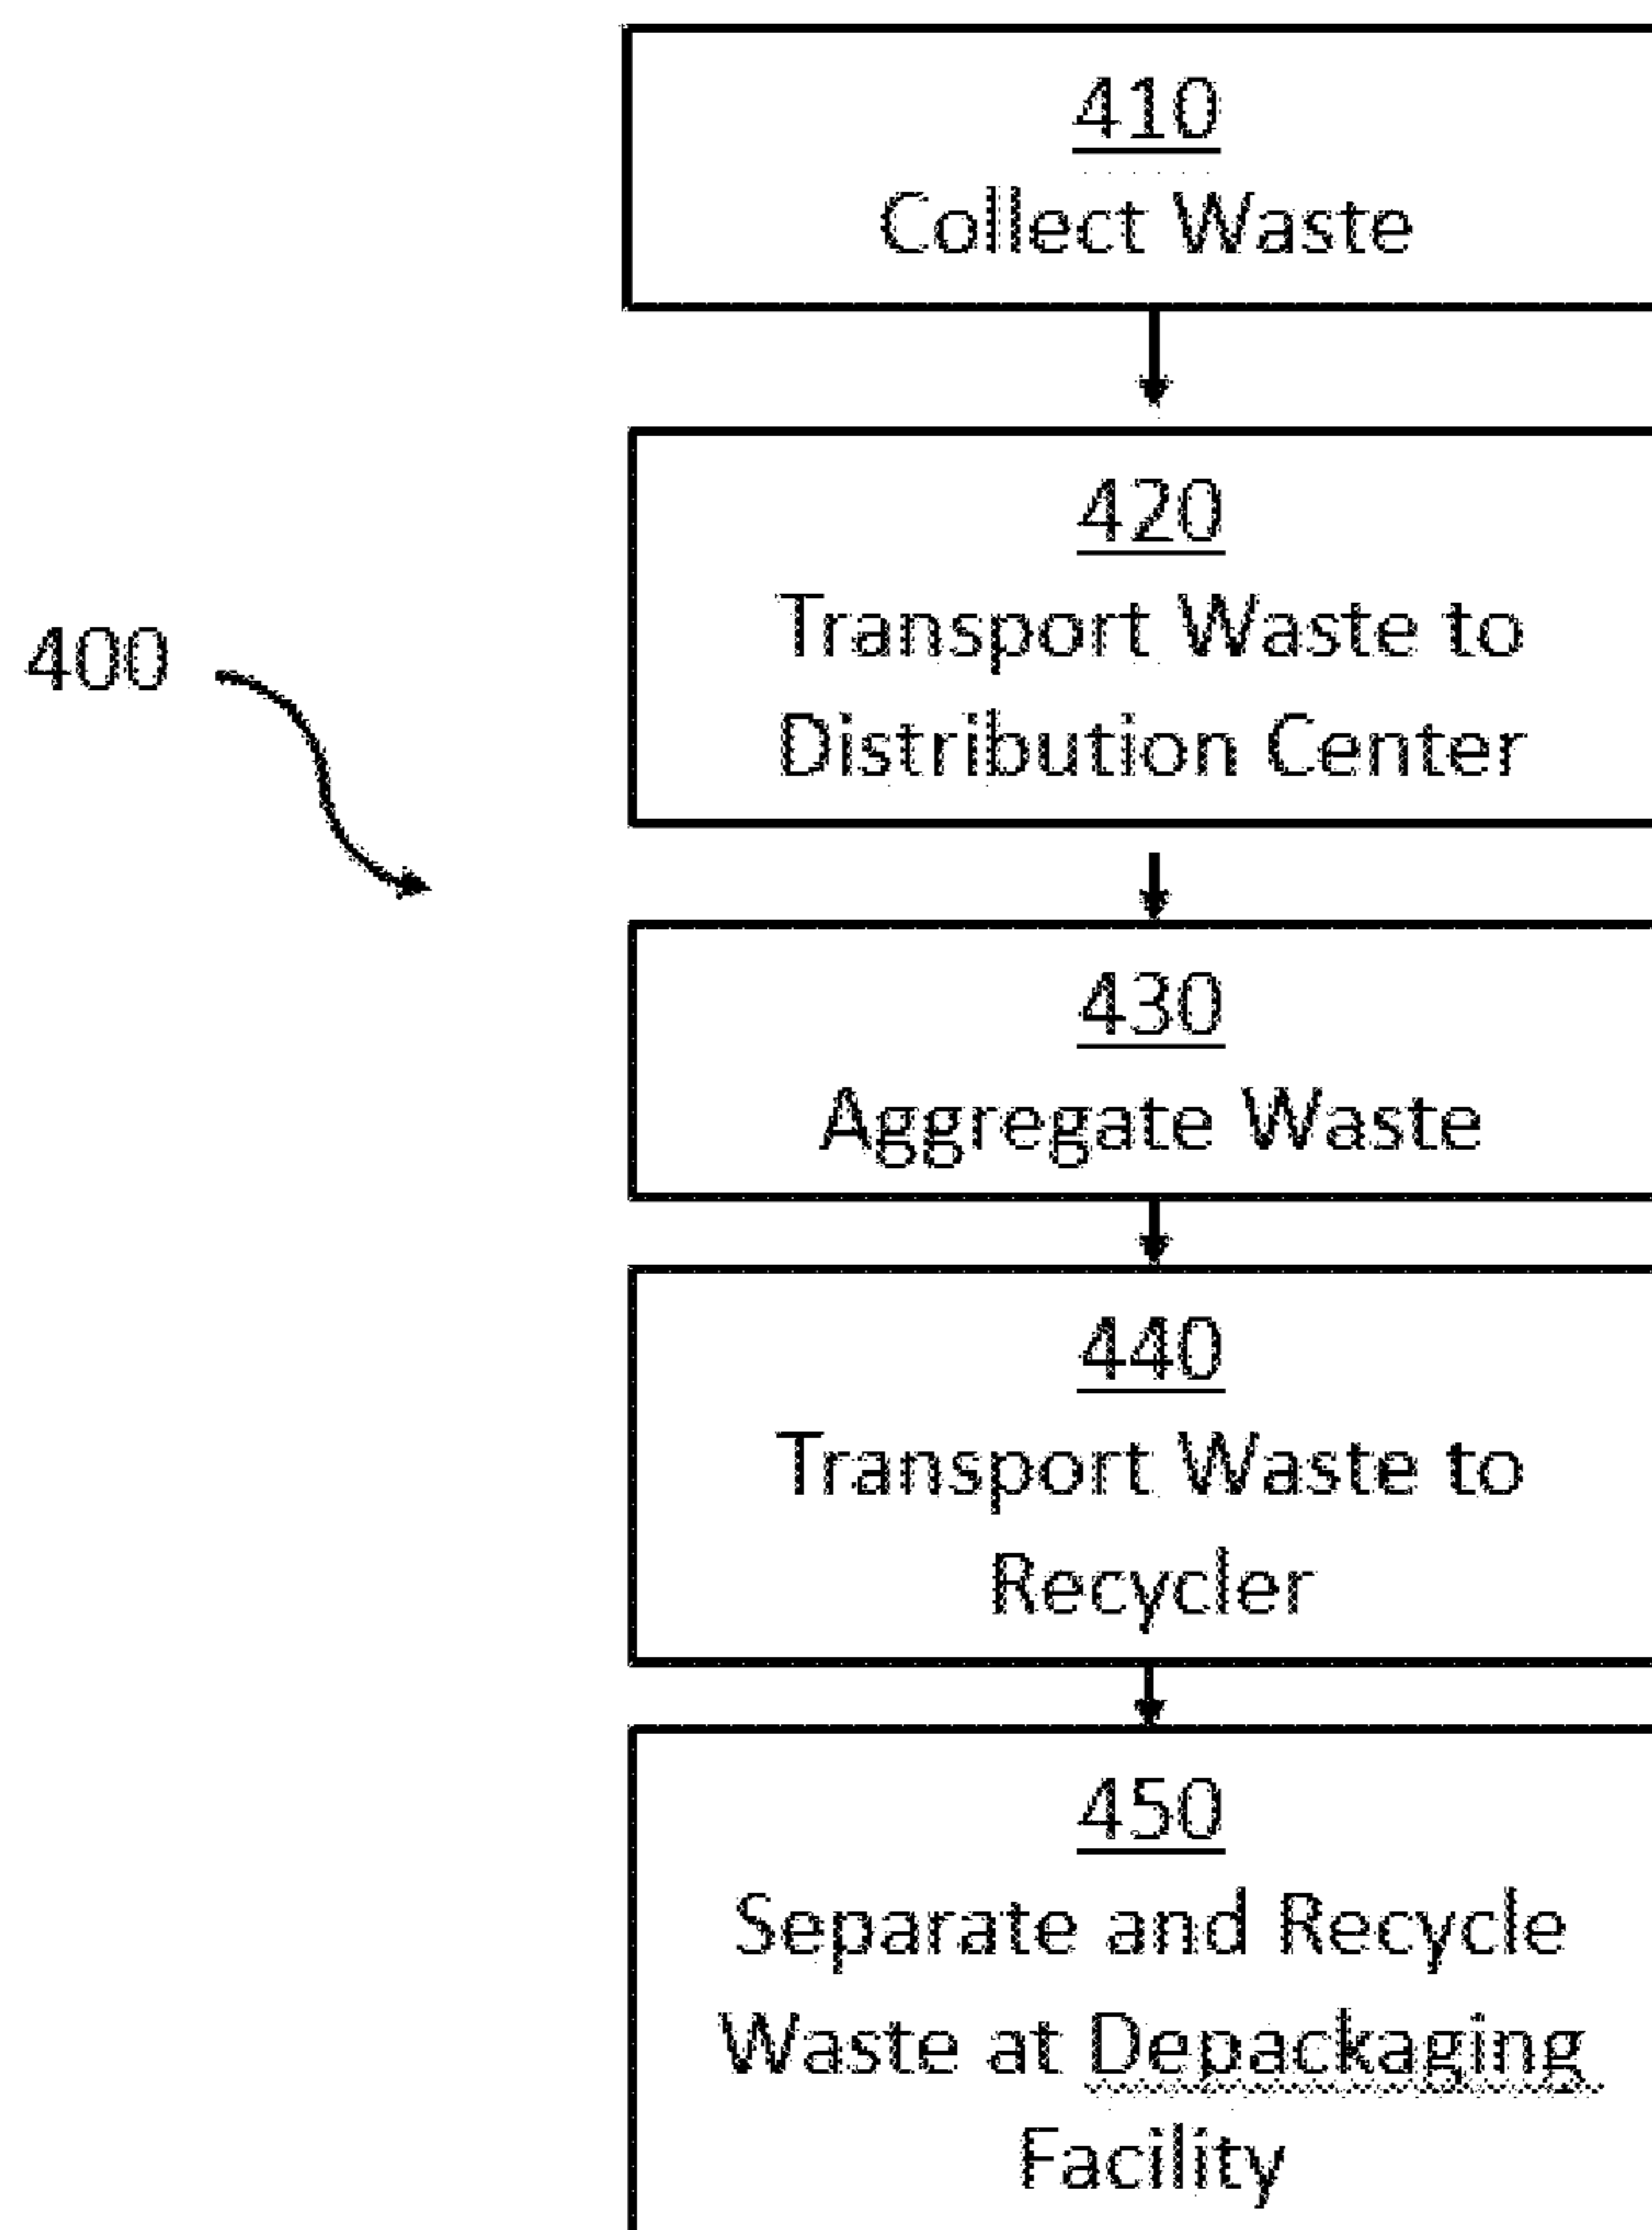 410
Collect Waste
420
Transport Waste to
Distribution Center
400
430
Aggregate Waste
440
Transport Waste to
Recycler
450
Separate and Recycle
Waste at Depackaging
Facility